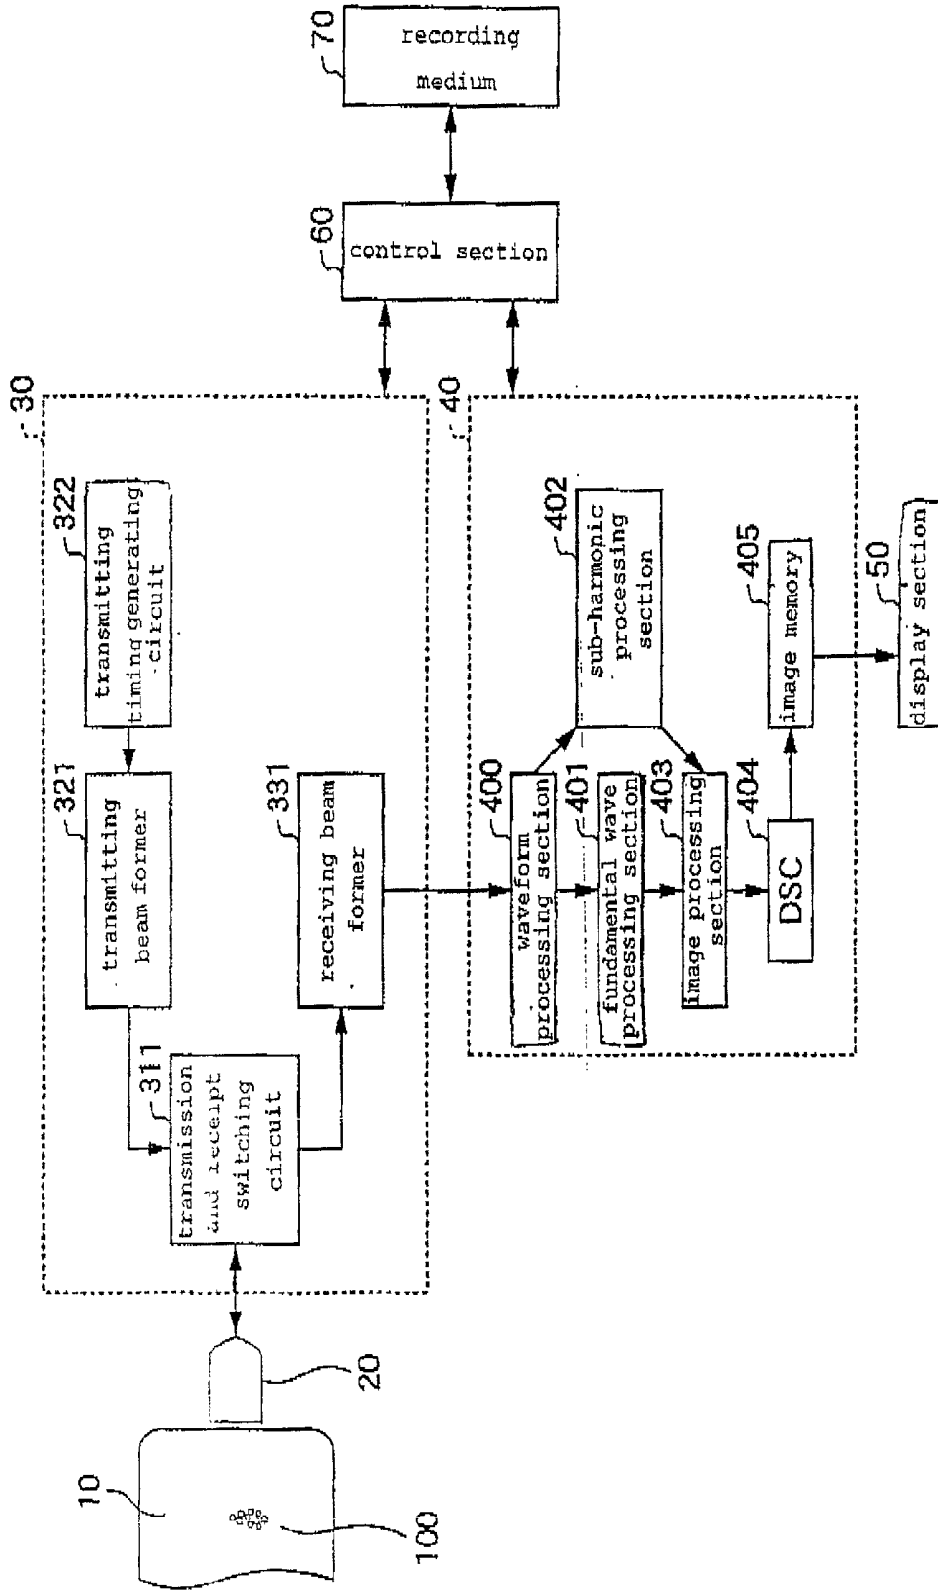 10
100
20
30
322
transmitting
timing generating
circuit
321
transmitting
beam former
311
transmission
and receipt
switching
circuit
331
receiving beam
former
40
400
waveform
processing section
401
fundamental wave
processing section
402
sub-harmonic
processing
section
403
image processing
section
404
DSC
405
image memory
50
display section
60
control section
70
recording
medium